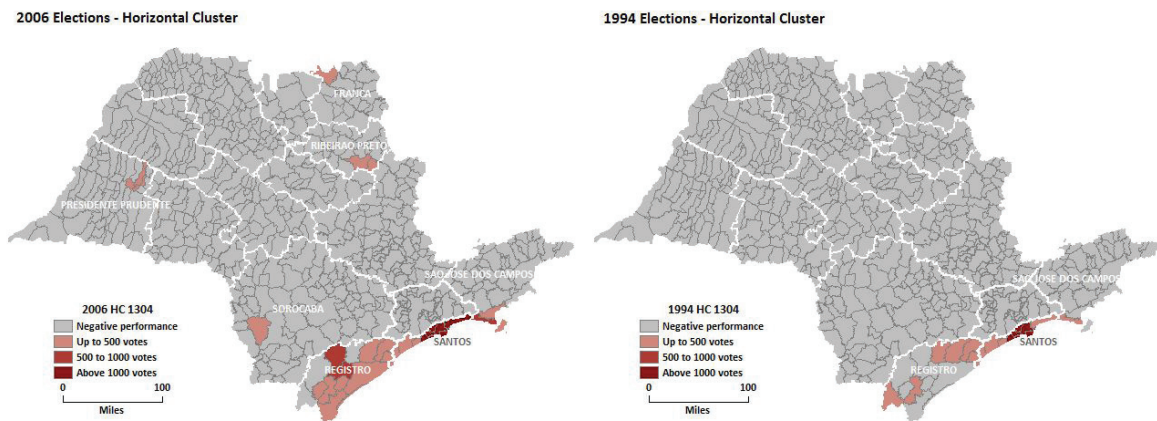 2006 Elections - Horizontal Cluster
FRANCA
RIBEIRAO PRETO
PRESIDENTE PRUDENTE
SAO JOSE DOS CAMPOS
SOROCABA
SANTOS
REGISTRO
2006 HC 1304
Negative performance
Up to 500 votes
500 to 1000 votes
Above 1000 votes
0 100
Miles
1994 Elections - Horizontal Cluster
SAO JOSE DOS CAMPOS
SANTOS
REGISTRO
1994 HC 1304
Negative performance
Up to 500 votes
500 to 1000 votes
Above 1000 votes
0 100
Miles